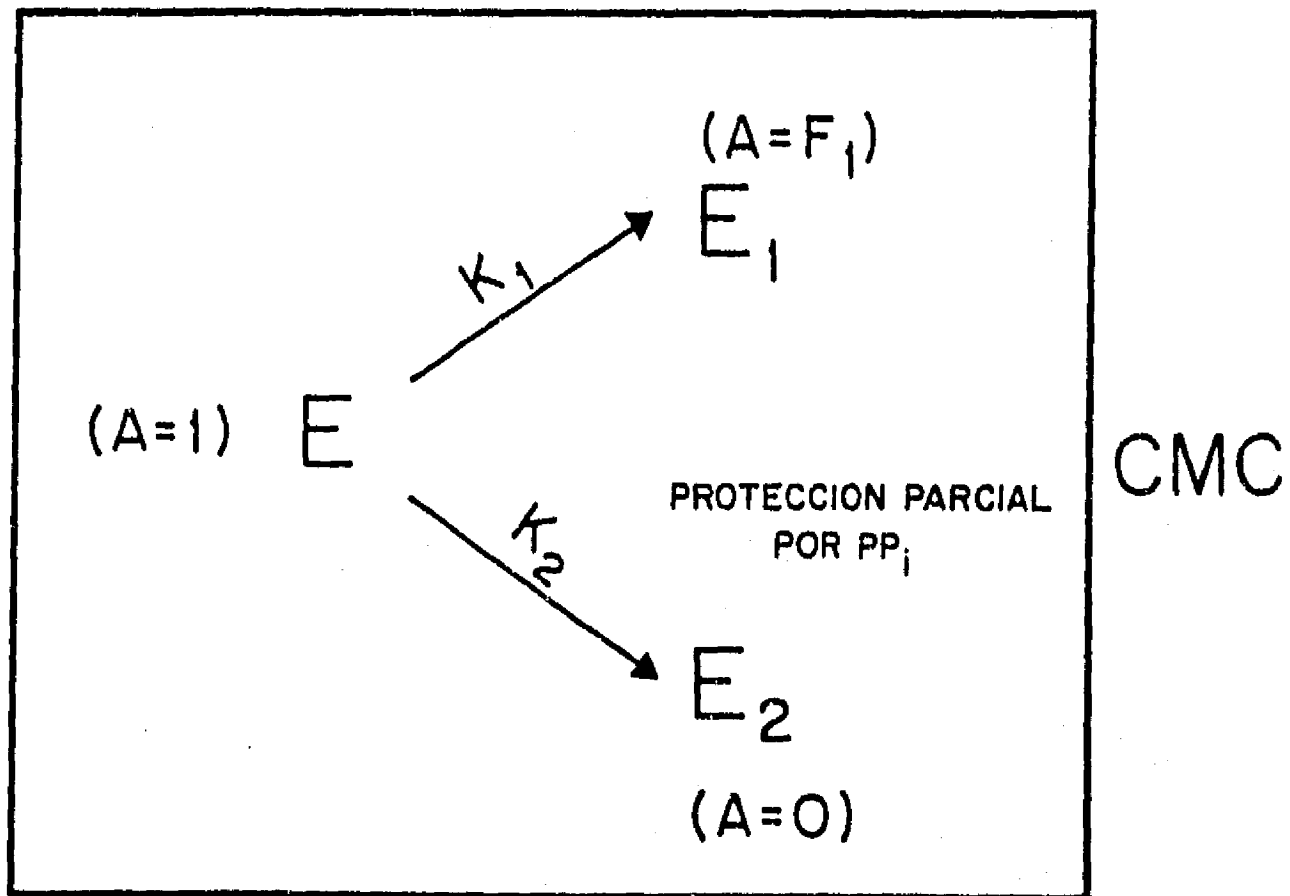 (A=F₁)
E₁
K₁
(A=1) E
CMC
PROTECCION PARCIAL
POR PPᵢ
K₂
E₂
(A=0)